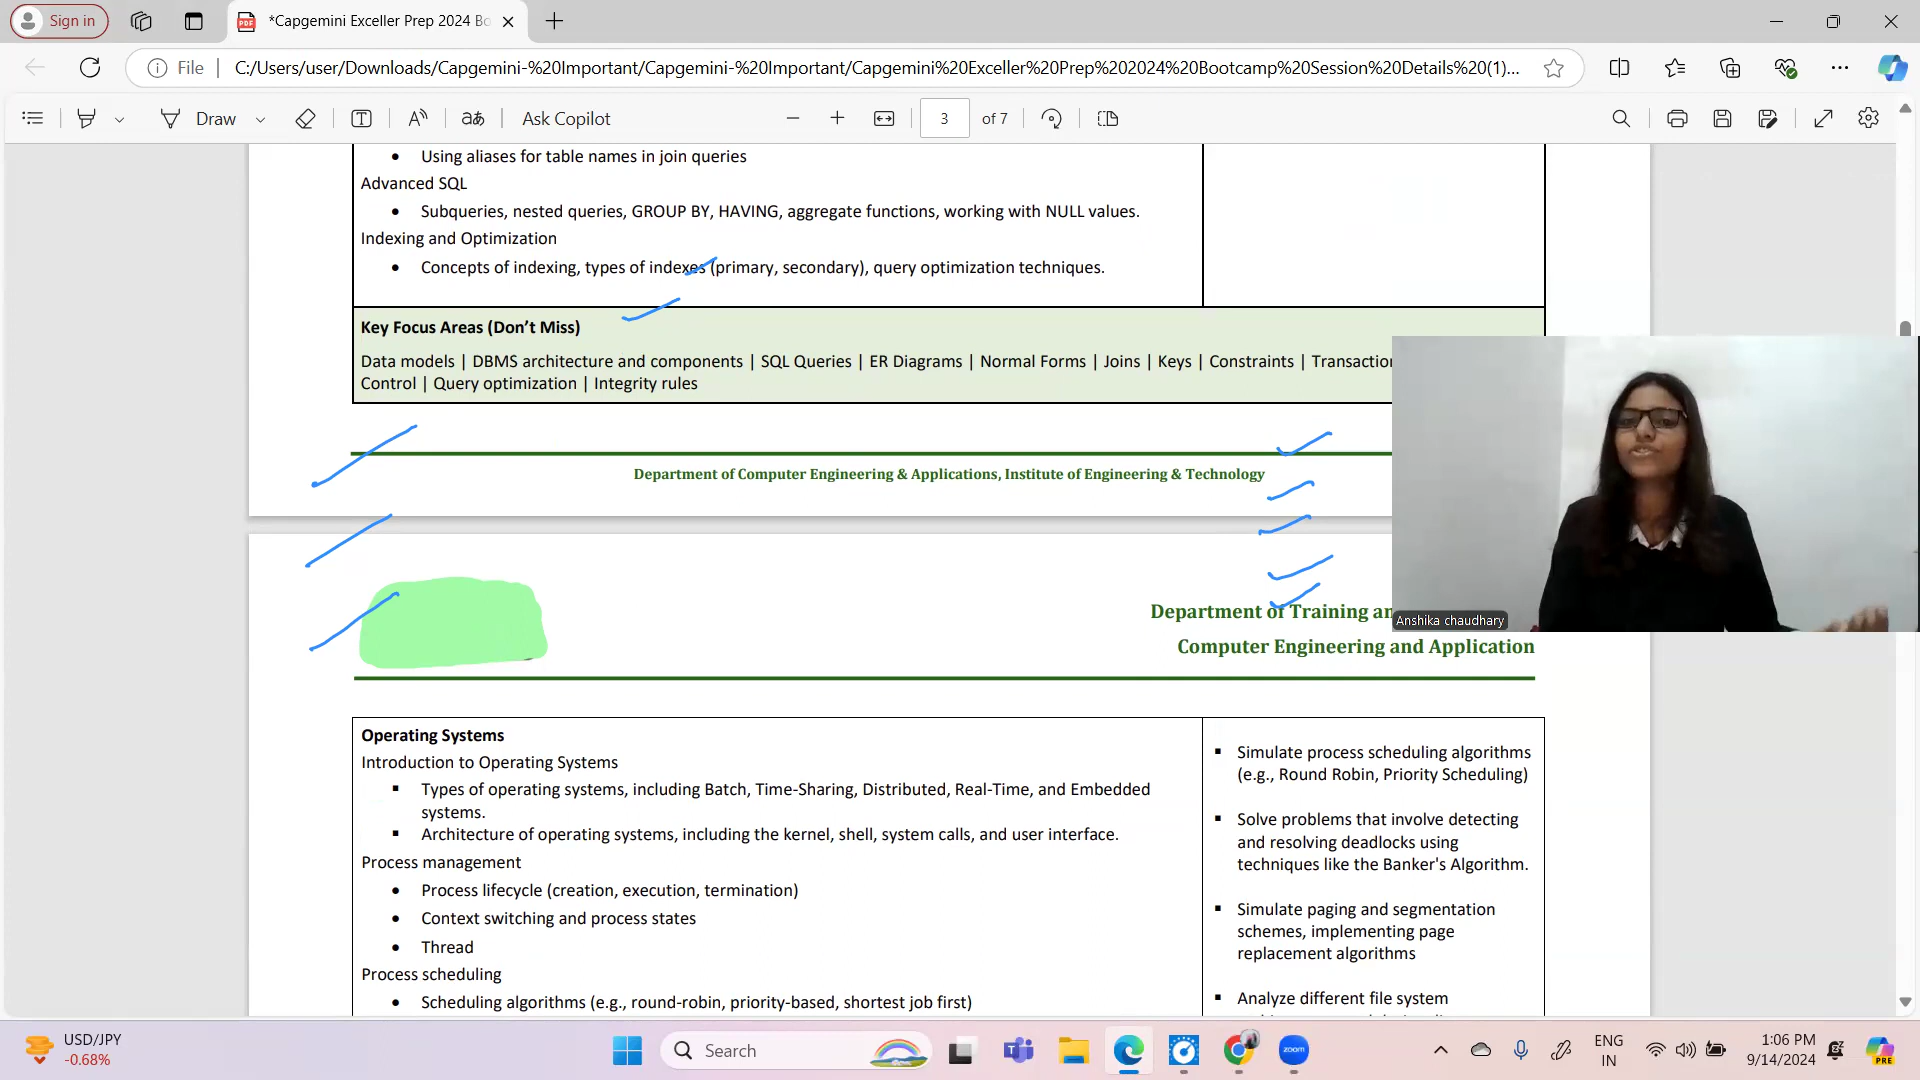 Sign in
*Capgemini Exceller Prep 2024 Bo
File
C:/Users/user/Downloads/Capgemini-%20Important/Capgemini-%20Important/Capgemini%20Exceller%20Prep%202024%20Bootcamp%20Session%20Details%20(1)...
Draw
Ask Copilot
3 of 7
• Using aliases for table names in join queries
Advanced SQL
• Subqueries, nested queries, GROUP BY, HAVING, aggregate functions, working with NULL values.
Indexing and Optimization
• Concepts of indexing, types of indexes (primary, secondary), query optimization techniques.
Key Focus Areas (Don't Miss)
Data models | DBMS architecture and components | SQL Queries | ER Diagrams | Normal Forms | Joins | Keys | Constraints | Transaction
Control | Query optimization | Integrity rules
Department of Computer Engineering & Applications, Institute of Engineering & Technology
Anshika chaudhary
Department of Training an
Computer Engineering and Application
Operating Systems
Introduction to Operating Systems
▪ Types of operating systems, including Batch, Time-Sharing, Distributed, Real-Time, and Embedded
systems.
▪ Architecture of operating systems, including the kernel, shell, system calls, and user interface.
Process management
• Process lifecycle (creation, execution, termination)
• Context switching and process states
• Thread
Process scheduling
• Scheduling algorithms (e.g., round-robin, priority-based, shortest job first)
▪ Simulate process scheduling algorithms
(e.g., Round Robin, Priority Scheduling)
▪ Solve problems that involve detecting
and resolving deadlocks using
techniques like the Banker's Algorithm.
▪ Simulate paging and segmentation
schemes, implementing page
replacement algorithms
▪ Analyze different file system
USD/JPY
-0.68%
Search
zoom
ENG
IN
1:06 PM
9/14/2024
PRE